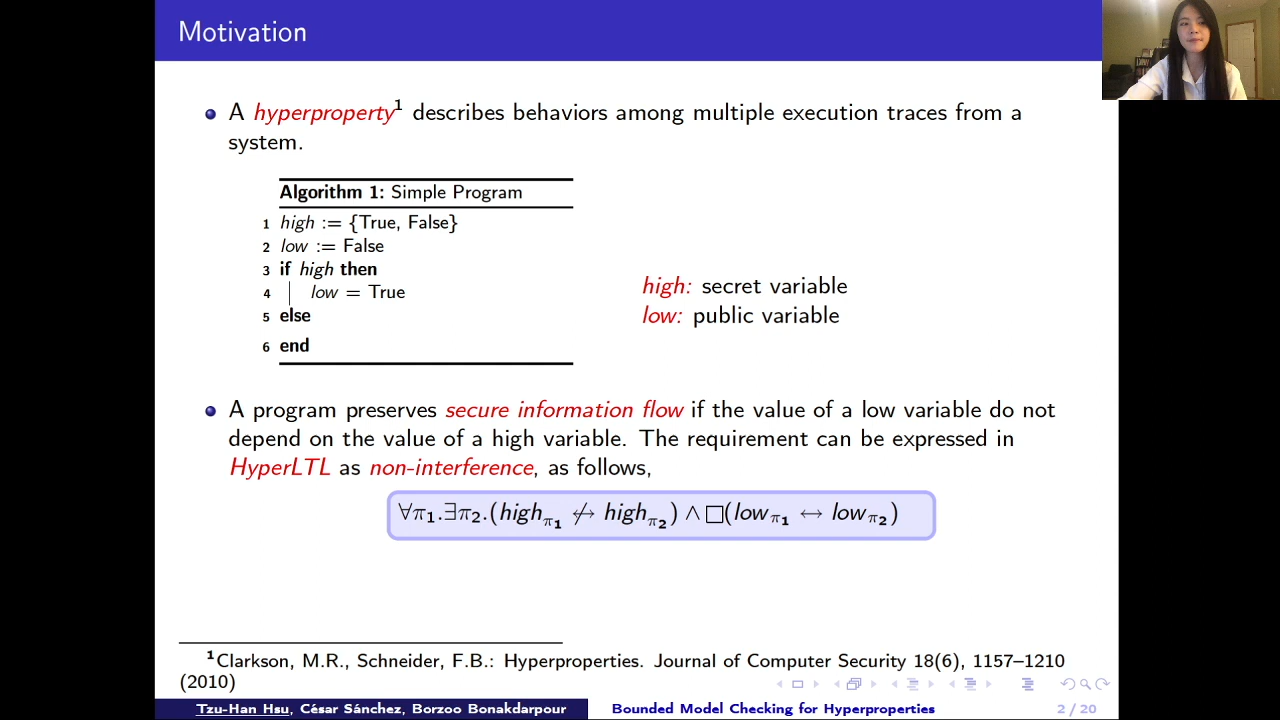 Motivation
A hyperproperty¹ describes behaviors among multiple execution traces from a
system.
Algorithm 1: Simple Program
1 high := {True, False}
2 low := False
3 if high then
4 low = True
5 else
6 end
high: secret variable
low: public variable
A program preserves secure information flow if the value of a low variable do not
depend on the value of a high variable. The requirement can be expressed in
HyperLTL as non-interference, as follows,
∀π₁.∃π₂.(high_π₁ ↮ high_π₂) ∧ □(low_π₁ ↔ low_π₂)
¹Clarkson, M.R., Schneider, F.B.: Hyperproperties. Journal of Computer Security 18(6), 1157–1210
(2010)
Tzu-Han Hsu, César Sánchez, Borzoo Bonakdarpour Bounded Model Checking for Hyperproperties 2 / 20